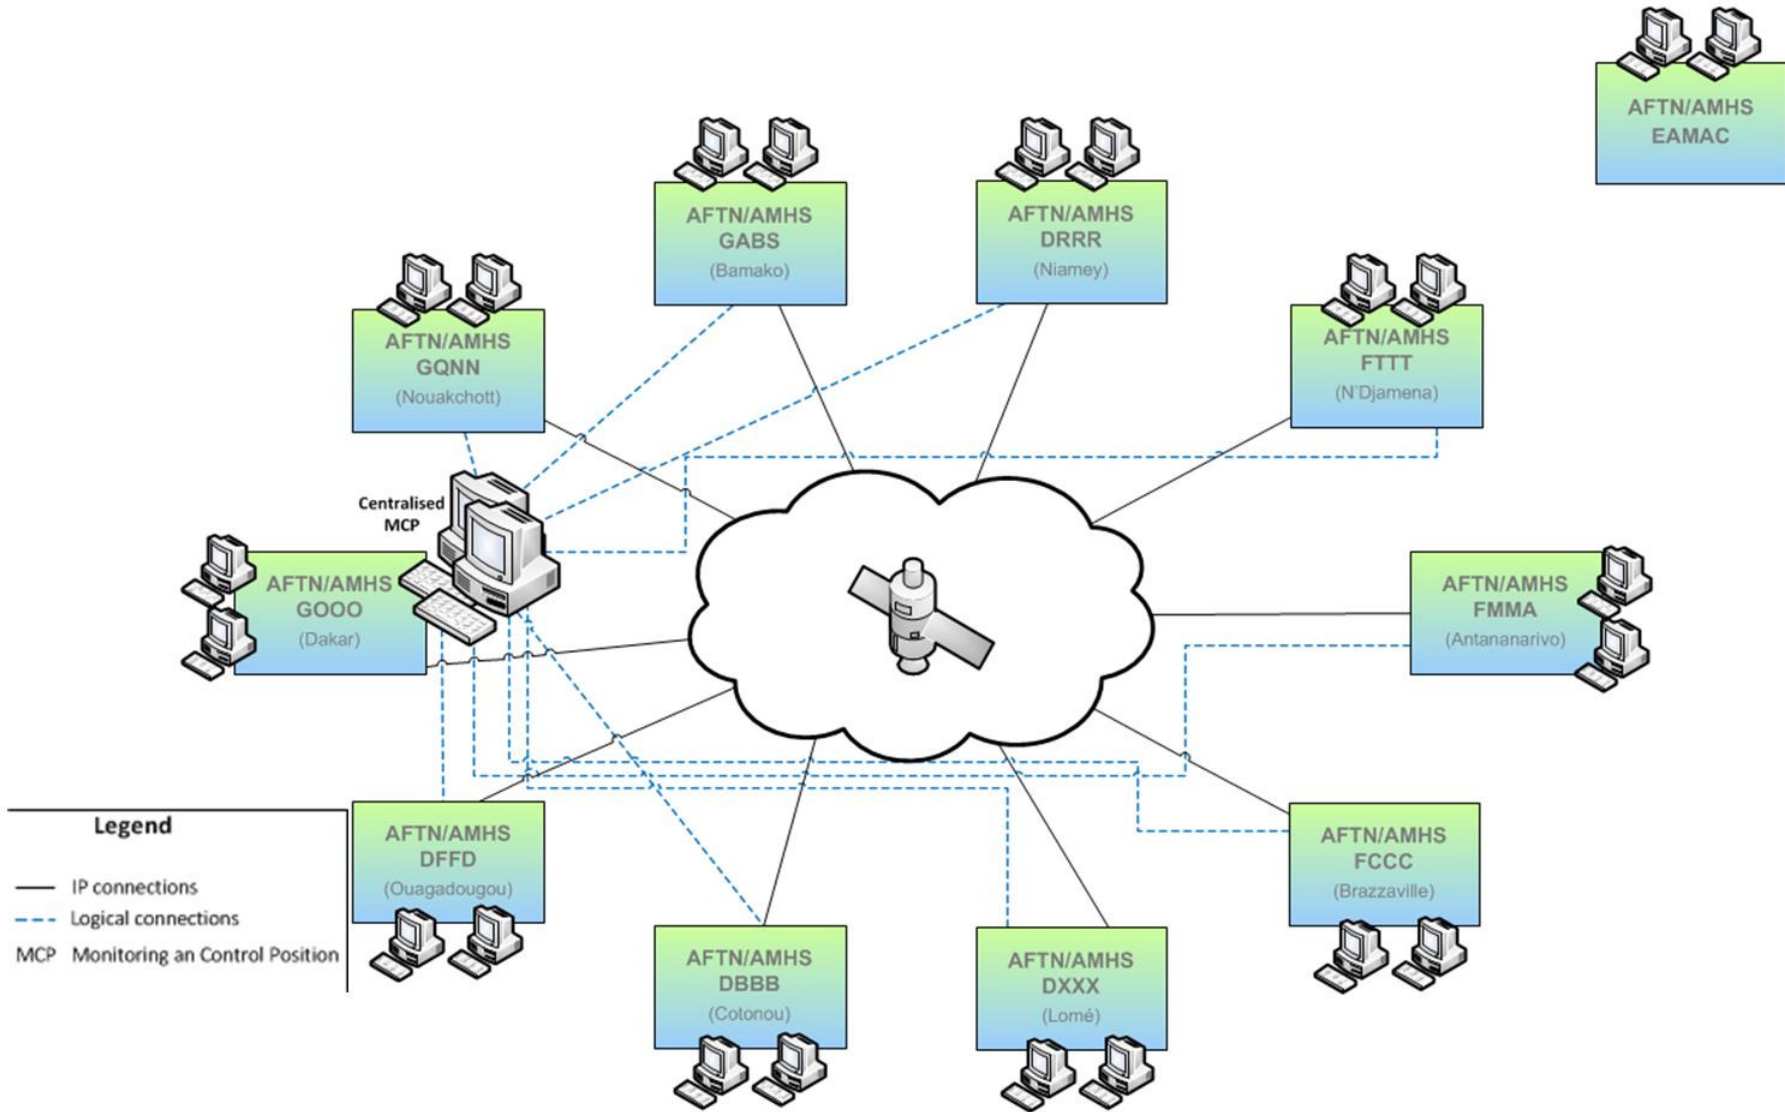 AFTN/AMHS
EAMAC
AFTN/AMHS
GABS
(Bamako)
AFTN/AMHS
DRRR
(Niamey)
AFTN/AMHS
GQNN
(Nouakchott)
AFTN/AMHS
FTTT
(N'Djamena)
Centralised
MCP
AFTN/AMHS
GOOO
(Dakar)
AFTN/AMHS
FMMA
(Antananarivo)
AFTN/AMHS
DFFD
(Ouagadougou)
AFTN/AMHS
FCCC
(Brazzaville)
AFTN/AMHS
DBBB
(Cotonou)
AFTN/AMHS
DXXX
(Lomé)
Legend
IP connections
Logical connections
MCP Monitoring an Control Position